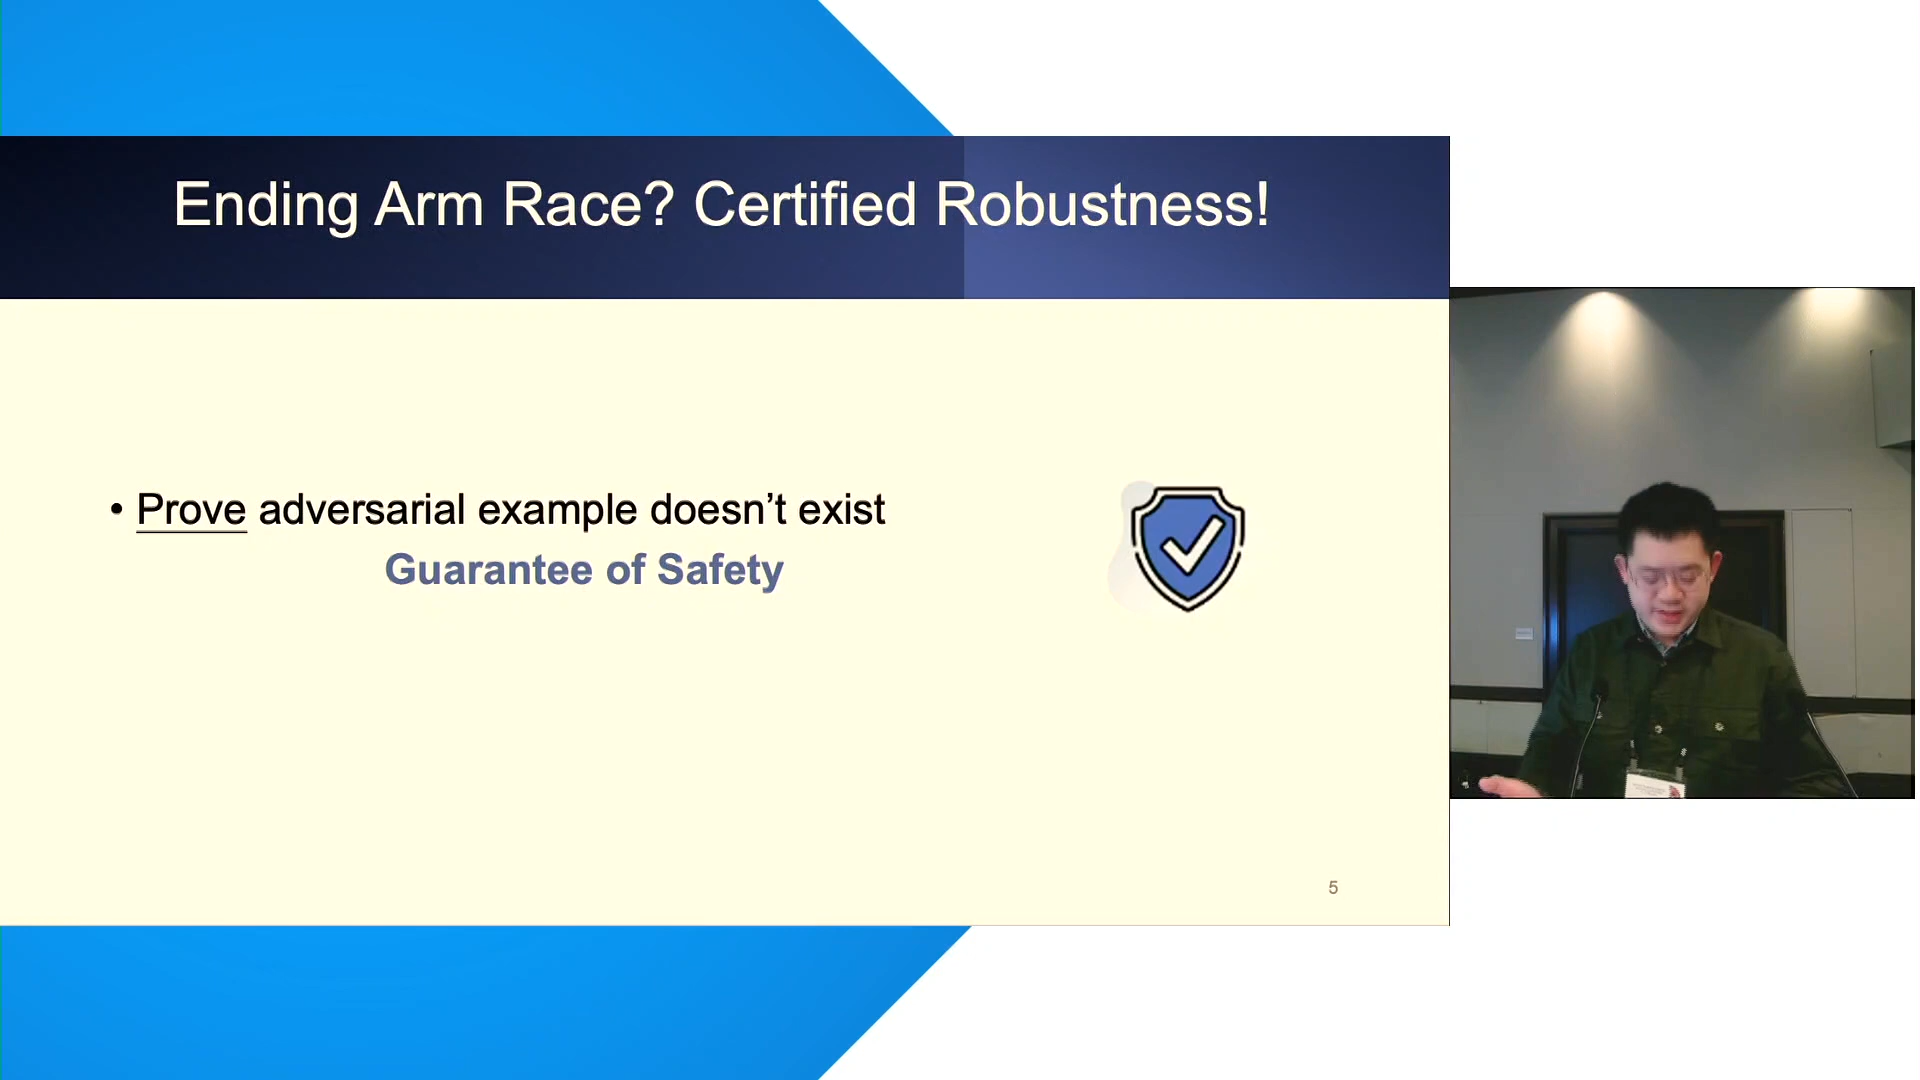 Ending Arm Race? Certified Robustness!
• Prove adversarial example doesn’t exist
Guarantee of Safety
5